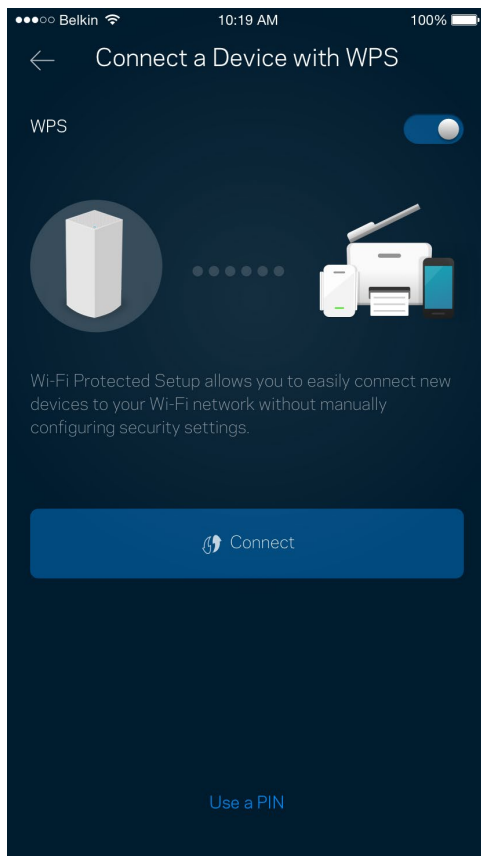 Belkin 10:19 AM 100%
Connect a Device with WPS
WPS
Wi-Fi Protected Setup allows you to easily connect new
devices to your Wi-Fi network without manually
configuring security settings.
Connect
Use a PIN